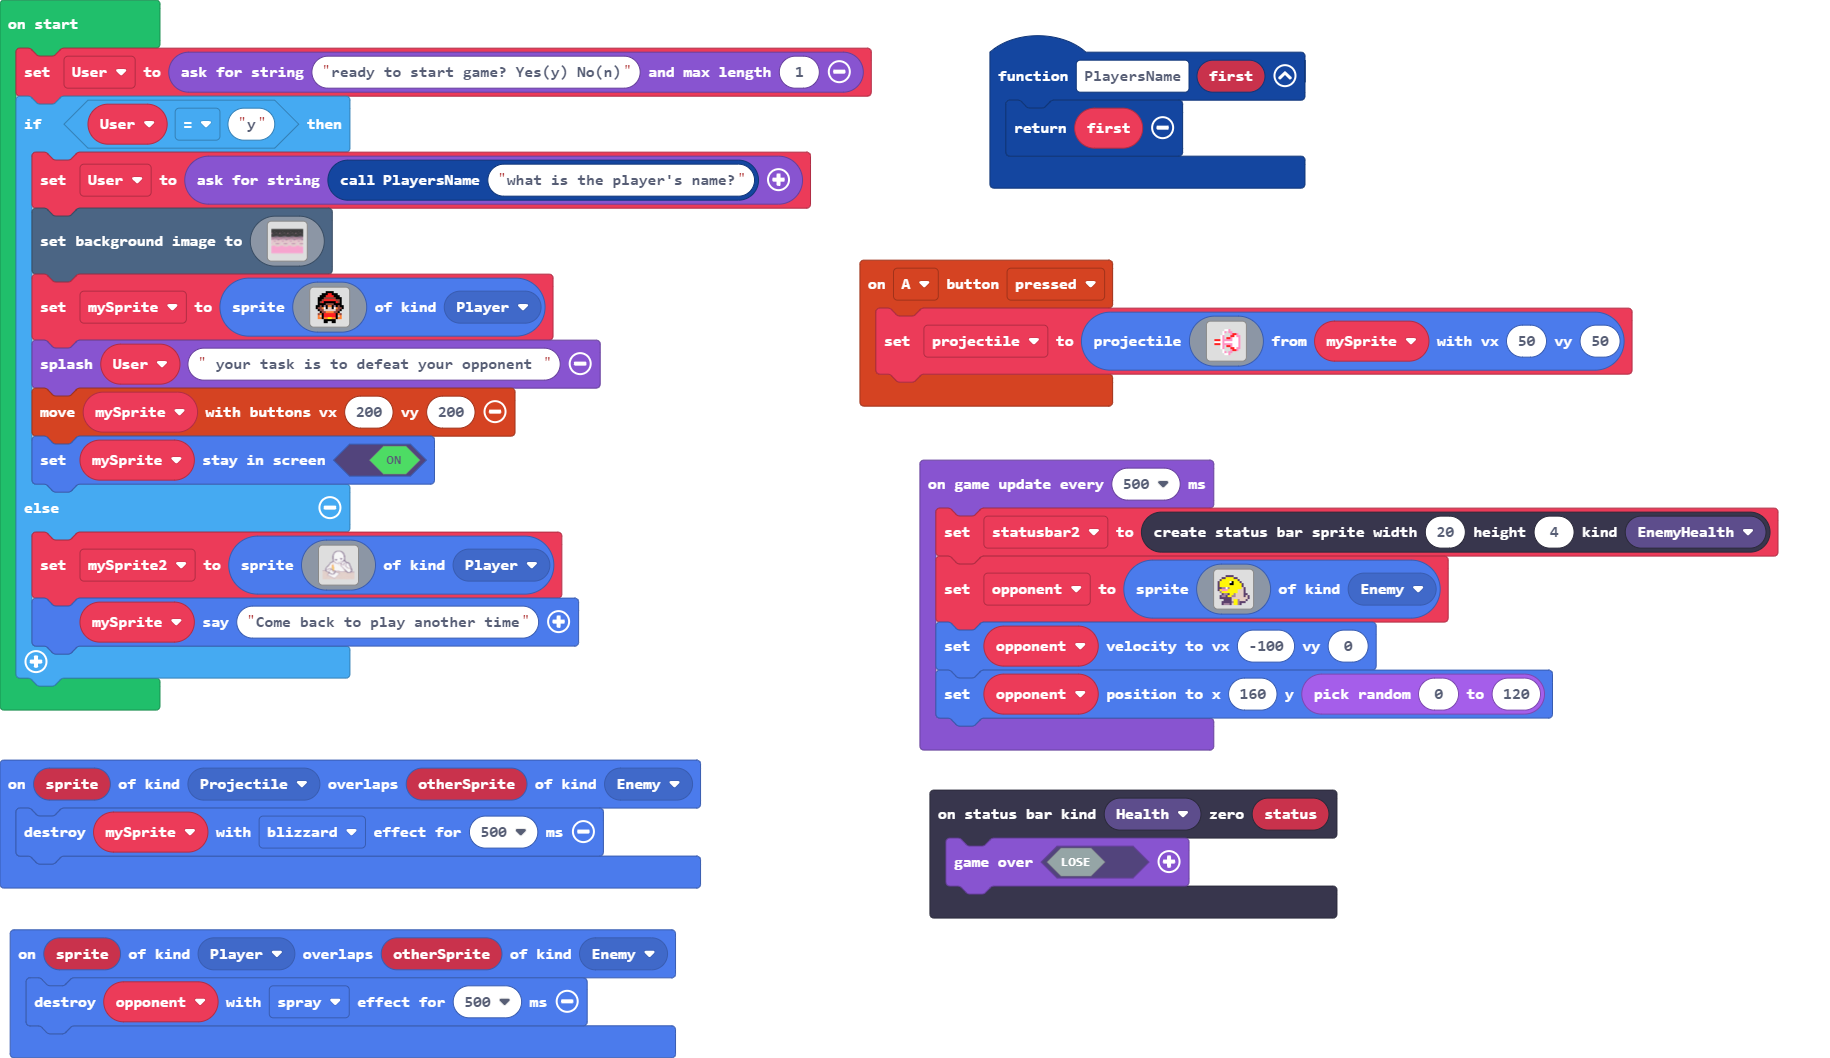 on start
set User to ask for string "ready to start game? Yes(y) No(n)" and max length 1
if User = "y" then
set User to ask for string call PlayersName "what is the player's name?"
set background image to
set mySprite to sprite of kind Player
splash User " your task is to defeat your opponent "
move mySprite with buttons vx 200 vy 200
set mySprite stay in screen ON
else
set mySprite2 to sprite of kind Player
mySprite say "Come back to play another time"
on sprite of kind Projectile overlaps otherSprite of kind Enemy
destroy mySprite with blizzard effect for 500 ms
on sprite of kind Player overlaps otherSprite of kind Enemy
destroy opponent with spray effect for 500 ms
function PlayersName first
return first
on A button pressed
set projectile to projectile from mySprite with vx 50 vy 50
on game update every 500 ms
set statusbar2 to create status bar sprite width 20 height 4 kind EnemyHealth
set opponent to sprite of kind Enemy
set opponent velocity to vx -100 vy 0
set opponent position to x 160 y pick random 0 to 120
on status bar kind Health zero status
game over LOSE